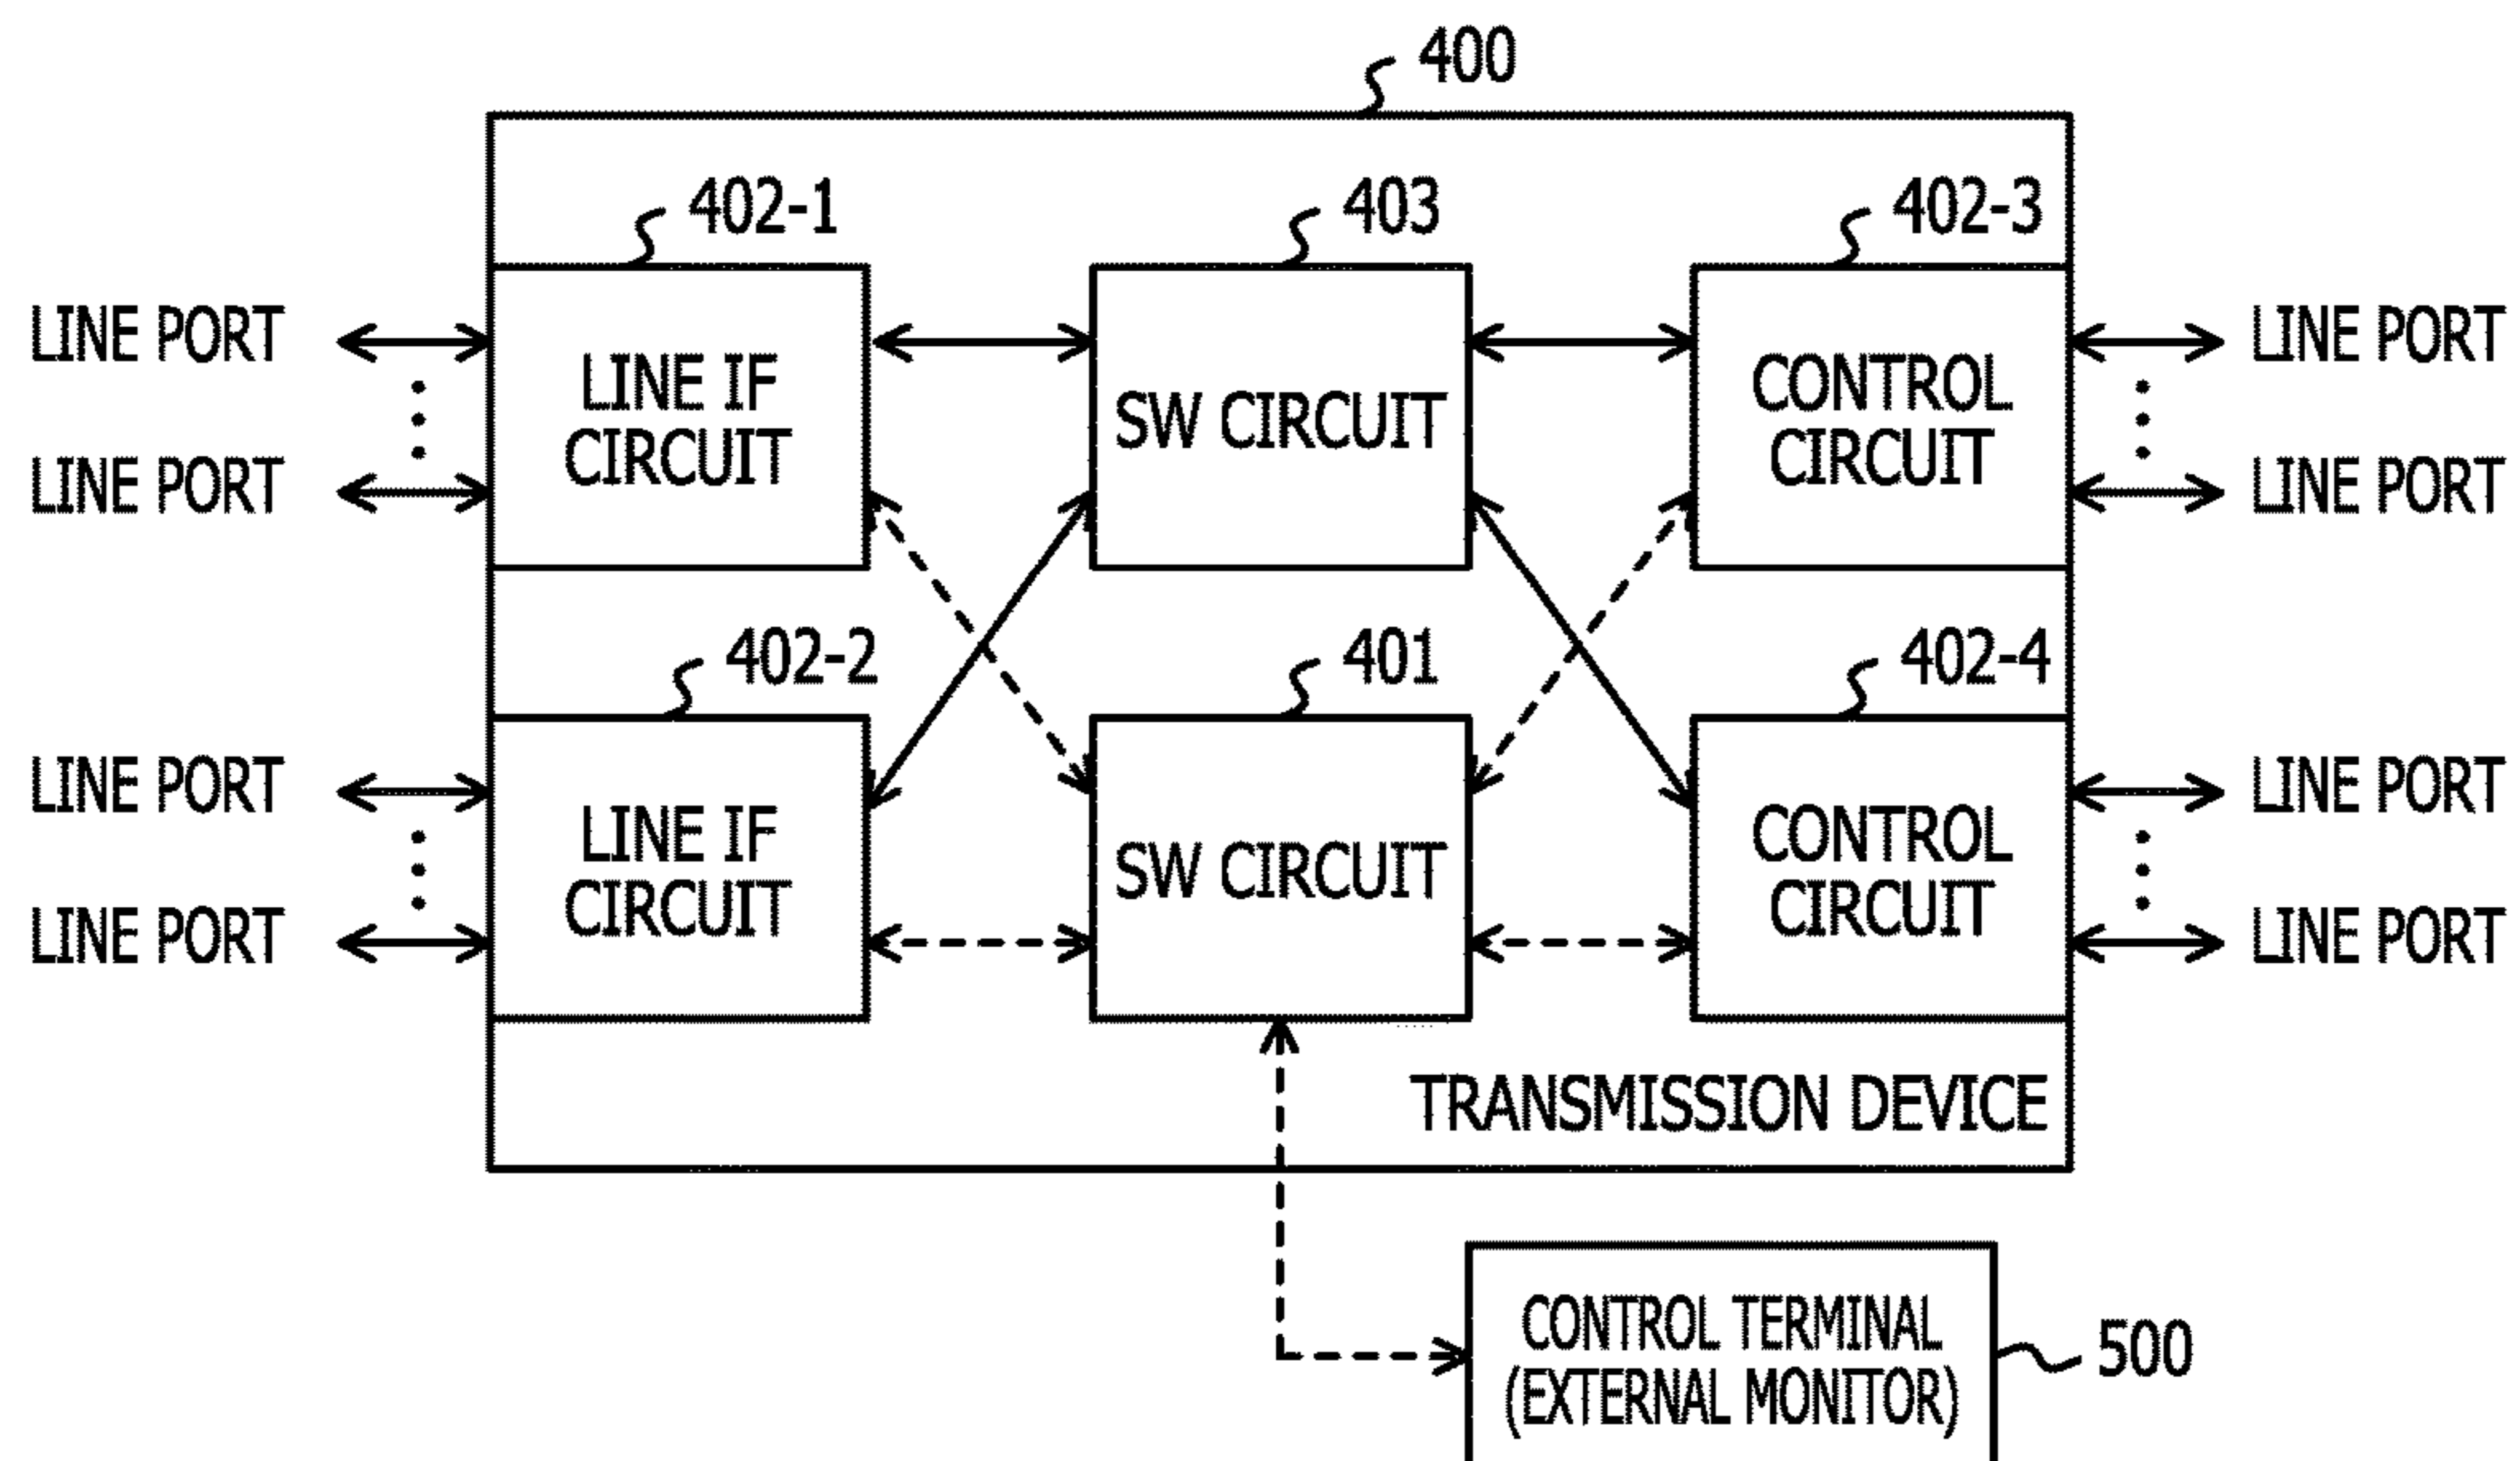 400
402-1
403
402-3
LINE PORT
LINE PORT
LINE IF
CIRCUIT
SW CIRCUIT
CONTROL
CIRCUIT
LINE PORT
LINE PORT
402-2
401
402-4
LINE PORT
LINE PORT
LINE IF
CIRCUIT
SW CIRCUIT
CONTROL
CIRCUIT
LINE PORT
LINE PORT
TRANSMISSION DEVICE
CONTROL TERMINAL
(EXTERNAL MONITOR)
500